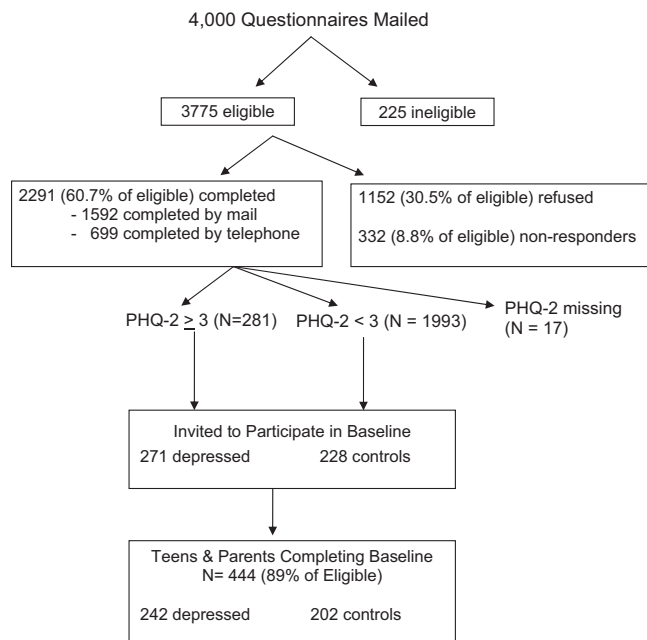 4,000 Questionnaires Mailed
3775 eligible
225 ineligible
2291 (60.7% of eligible) completed
- 1592 completed by mail
- 699 completed by telephone
1152 (30.5% of eligible) refused
332 (8.8% of eligible) non-responders
PHQ-2 ≥ 3 (N=281)
PHQ-2 < 3 (N = 1993)
PHQ-2 missing
(N = 17)
Invited to Participate in Baseline
271 depressed 228 controls
Teens & Parents Completing Baseline
N= 444 (89% of Eligible)
242 depressed 202 controls